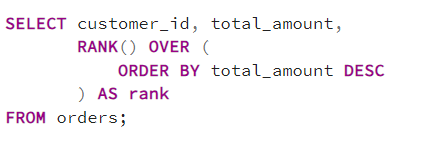 SELECT customer_id, total_amount,
       RANK() OVER (
           ORDER BY total_amount DESC
       ) AS rank
FROM orders;